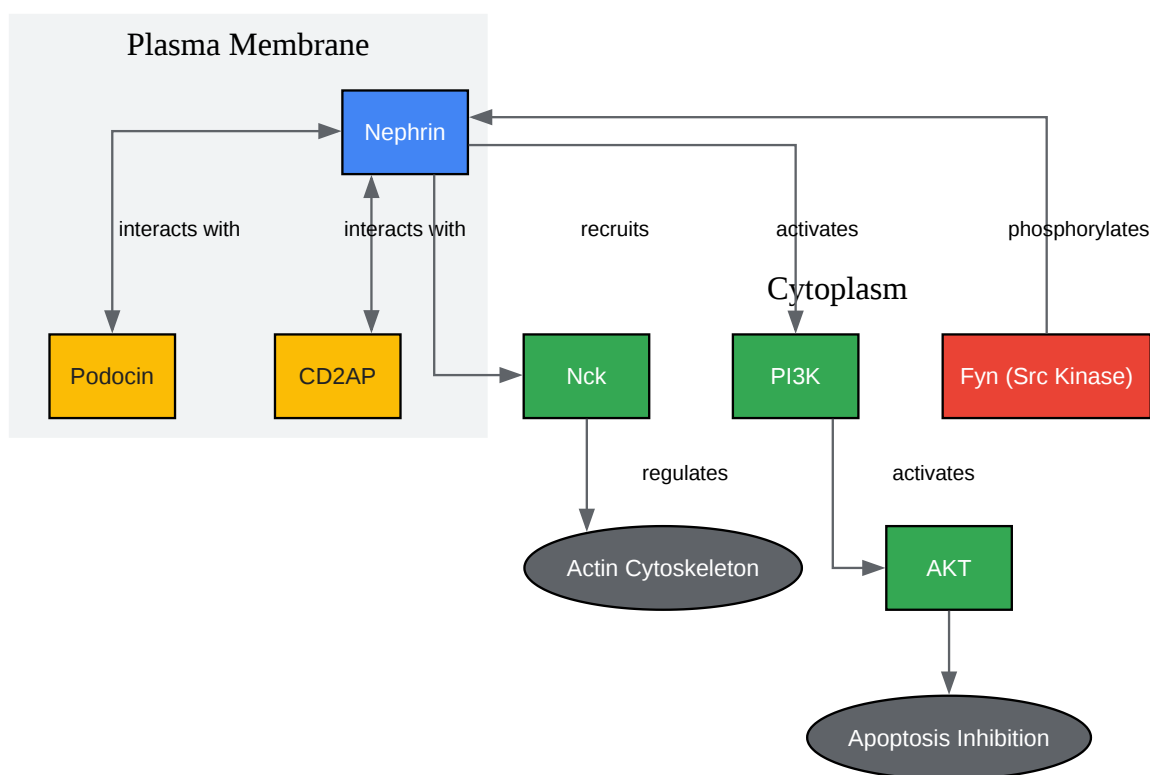 Plasma Membrane
Nephrin
interacts with
interacts with
recruits
activates
phosphorylates
Cytoplasm
Podocin
CD2AP
Nck
PI3K
Fyn (Src Kinase)
regulates
activates
Actin Cytoskeleton
AKT
Apoptosis Inhibition